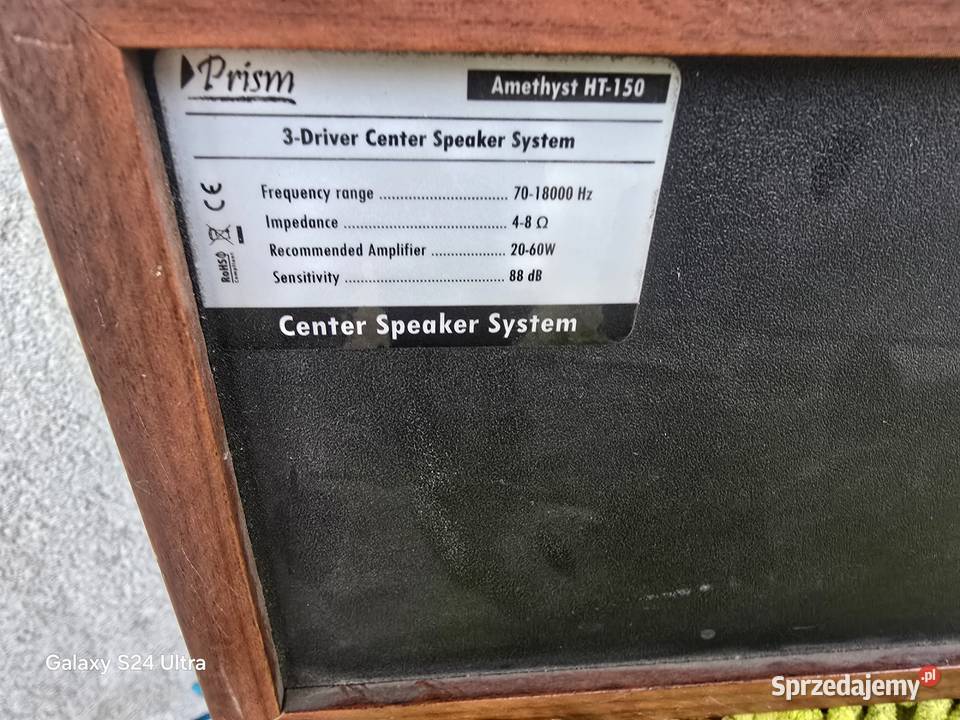 Prism
Amethyst HT-150
3-Driver Center Speaker System
Frequency range ................................ 70-18000 Hz
Impedance ........................................ 4-8 Ω
Recommended Amplifier .................. 20-60W
Sensitivity ....................................... 88 dB
CE
RoHS
Compliant
Center Speaker System
Galaxy S24 Ultra
Sprzedajemy.pl